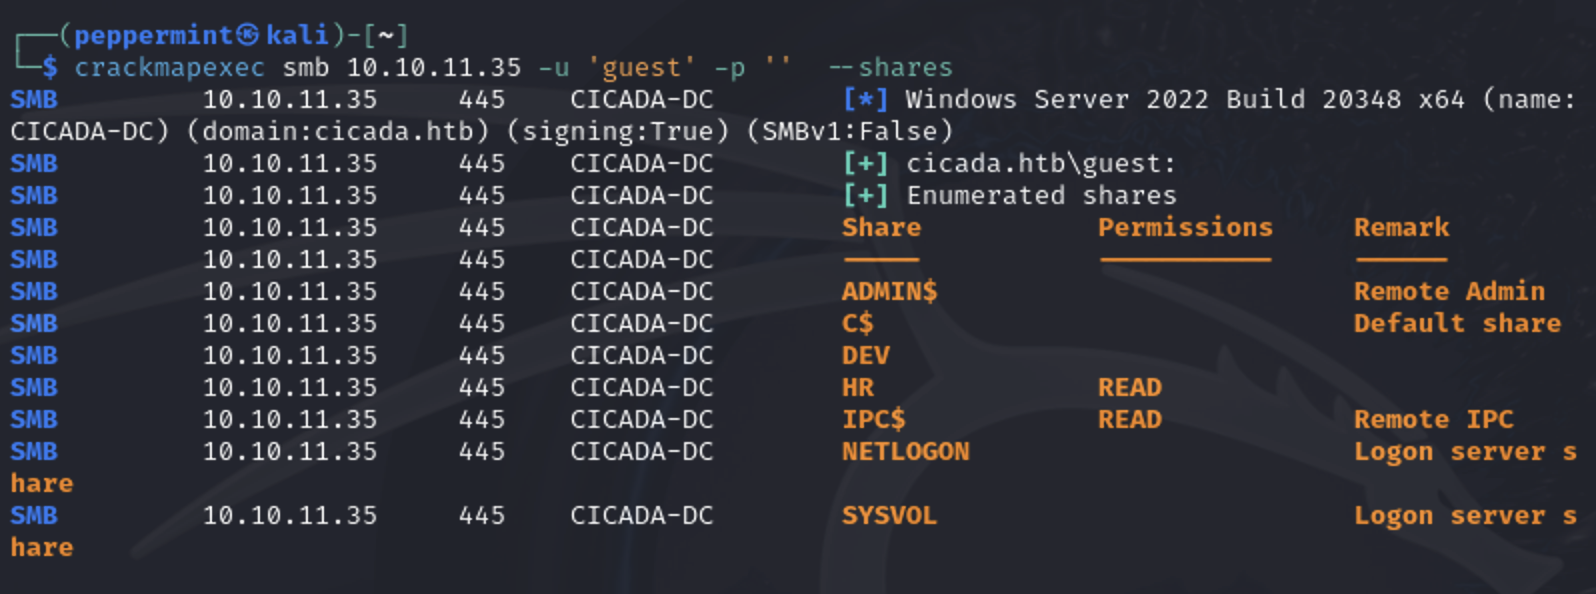 ┌──(peppermint㉿kali)-[~]
└─$ crackmapexec smb 10.10.11.35 -u 'guest' -p '' --shares
SMB 10.10.11.35 445 CICADA-DC [*] Windows Server 2022 Build 20348 x64 (name:
CICADA-DC) (domain:cicada.htb) (signing:True) (SMBv1:False)
SMB 10.10.11.35 445 CICADA-DC [+] cicada.htb\guest:
SMB 10.10.11.35 445 CICADA-DC [+] Enumerated shares
SMB 10.10.11.35 445 CICADA-DC Share Permissions Remark
SMB 10.10.11.35 445 CICADA-DC ----- ----------- ------
SMB 10.10.11.35 445 CICADA-DC ADMIN$ Remote Admin
SMB 10.10.11.35 445 CICADA-DC C$ Default share
SMB 10.10.11.35 445 CICADA-DC DEV
SMB 10.10.11.35 445 CICADA-DC HR READ
SMB 10.10.11.35 445 CICADA-DC IPC$ READ Remote IPC
SMB 10.10.11.35 445 CICADA-DC NETLOGON Logon server s
hare
SMB 10.10.11.35 445 CICADA-DC SYSVOL Logon server s
hare